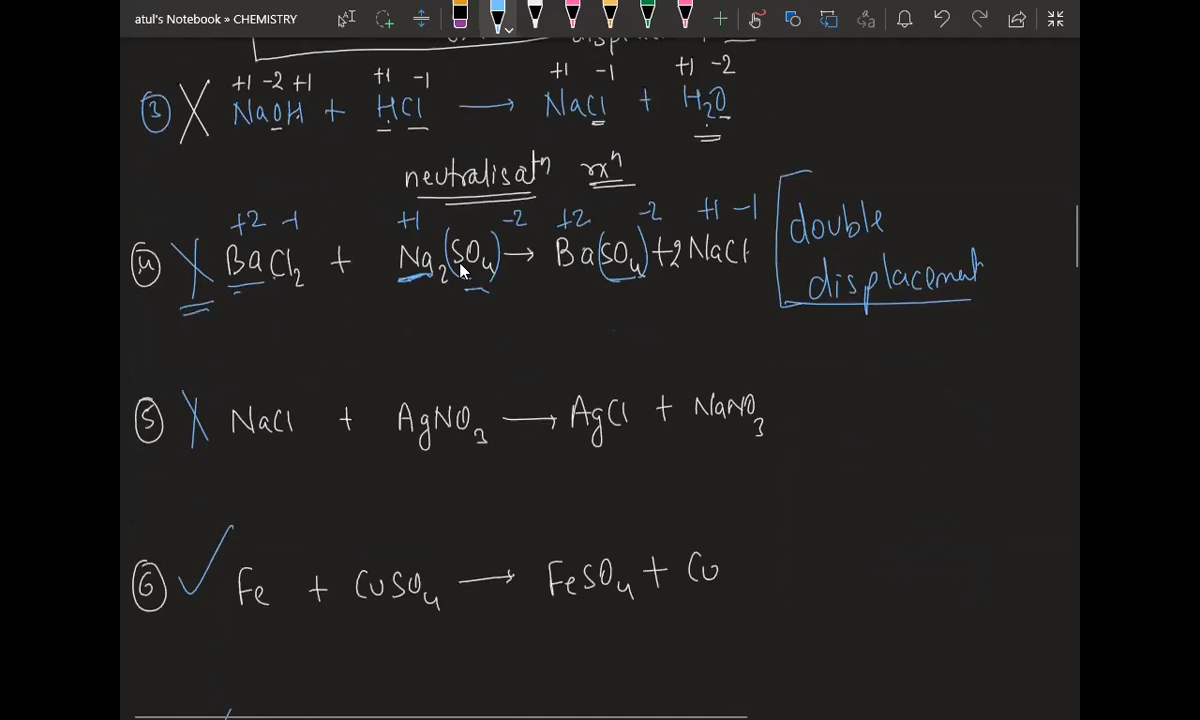 atul's Notebook » CHEMISTRY
+1 -2 +1 +1 -1 +1 -1 +1 -2
③ X NaOH + HCl → NaCl + H₂O
neutralisatⁿ rxⁿ
+2 -1 +1 -2 +2 -2 +1 -1
④ X BaCl₂ + Na₂(SO₄) → Ba(SO₄) + 2NaCl
double
displacement
⑤ X NaCl + AgNO₃ → AgCl + NaNO₃
⑥ ✓ Fe + CuSO₄ → FeSO₄ + Cu